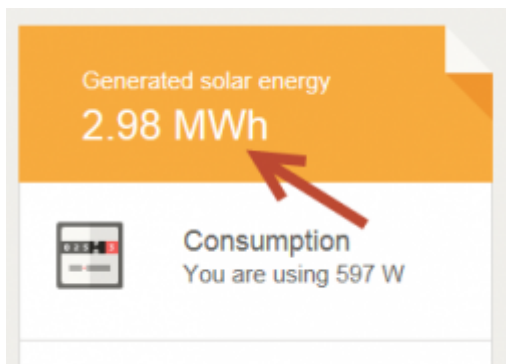 Generated solar energy
2.98 MWh
Consumption
You are using 597 W